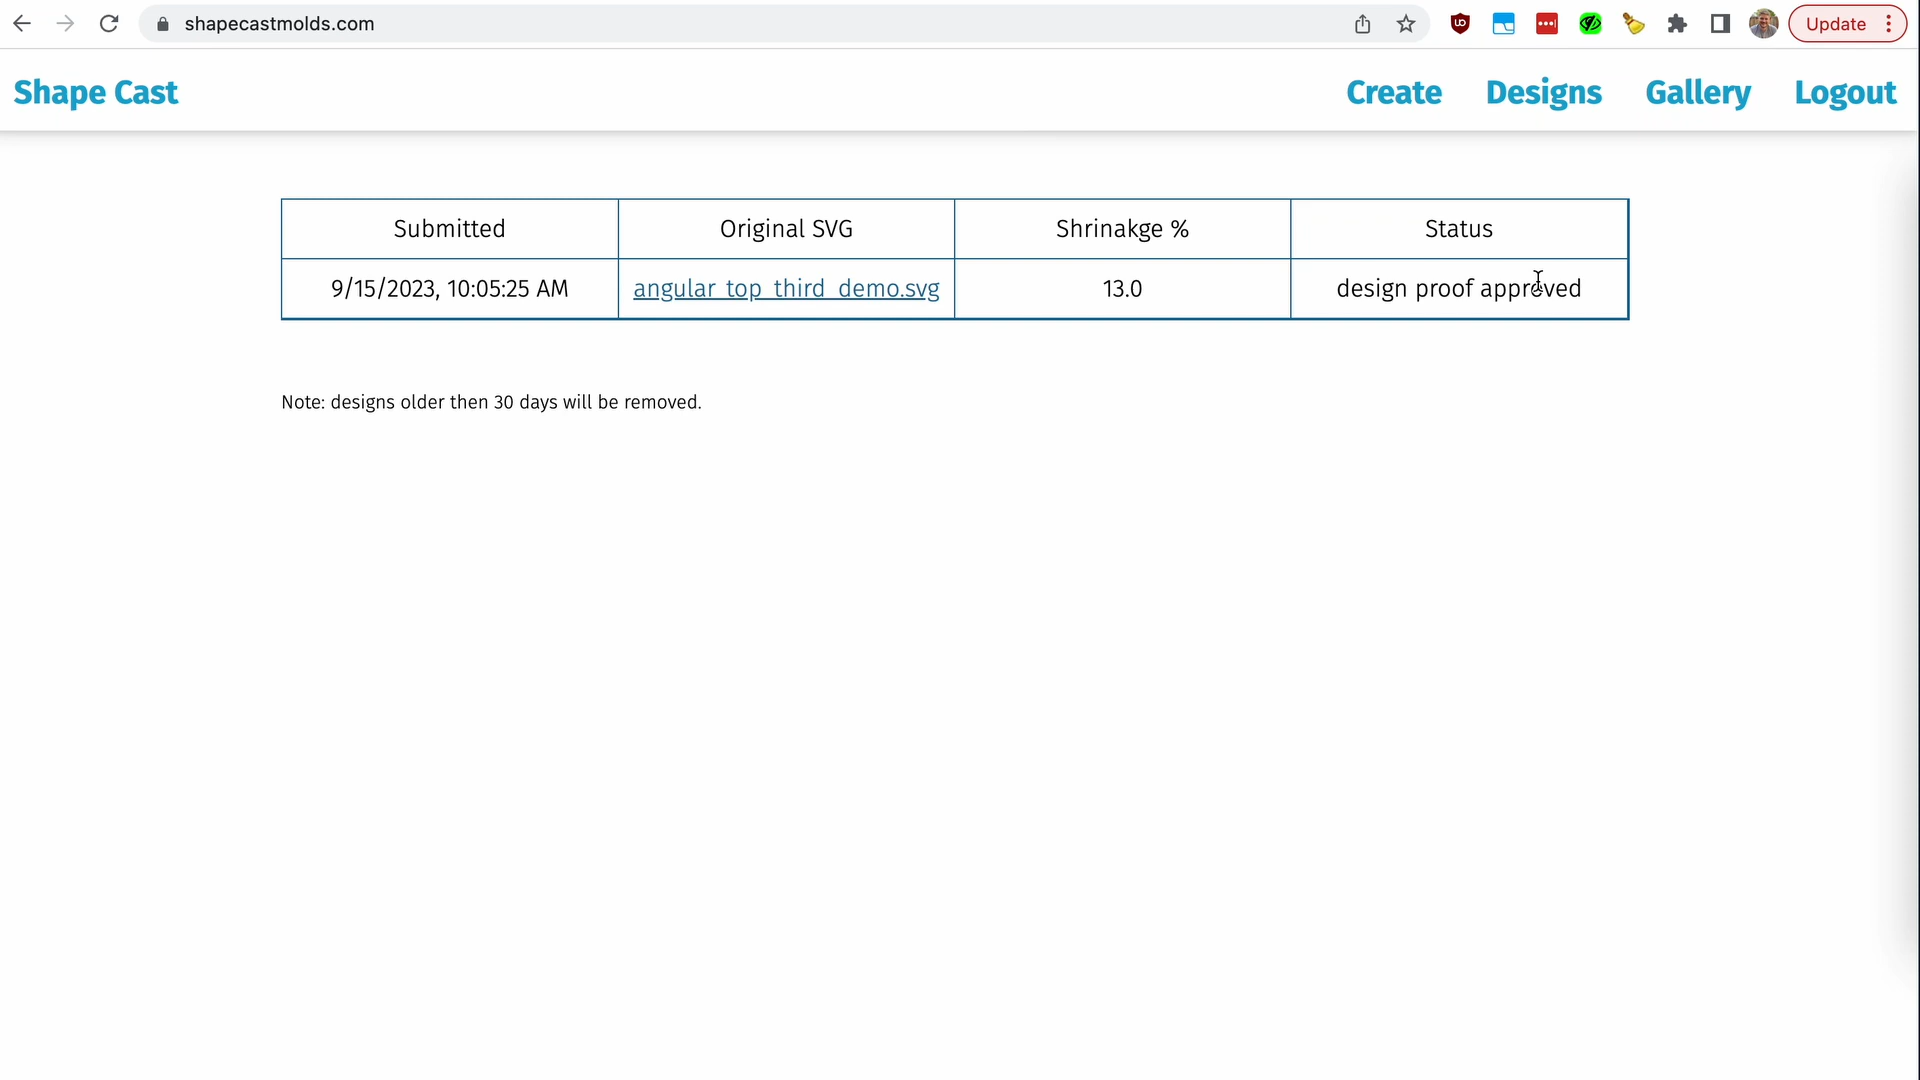 shapecastmolds.com
Update
Shape Cast
Create Designs Gallery Logout
Submitted Original SVG Shrinakge % Status
9/15/2023, 10:05:25 AM angular_top_third_demo.svg 13.0 design proof approved
Note: designs older then 30 days will be removed.